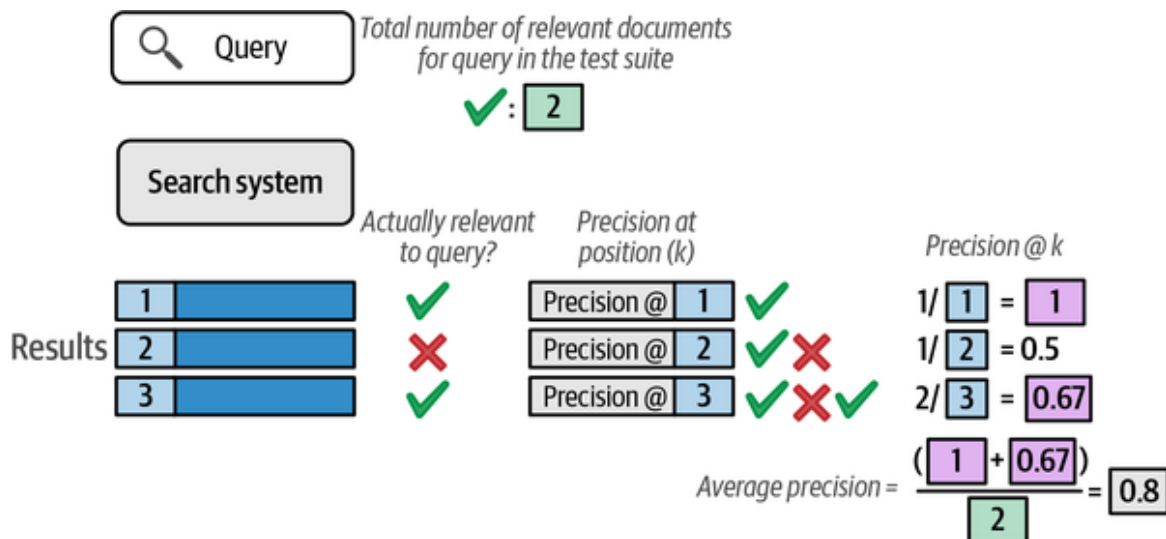 Query
Total number of relevant documents
for query in the test suite
: 2
Search system
Actually relevant
to query?
Precision at
position (k)
Precision @ k
Results
1
Precision @ 1
1/ 1 = 1
2
Precision @ 2
1/ 2 = 0.5
3
Precision @ 3
2/ 3 = 0.67
Average precision = ( 1 + 0.67 ) = 0.8
2